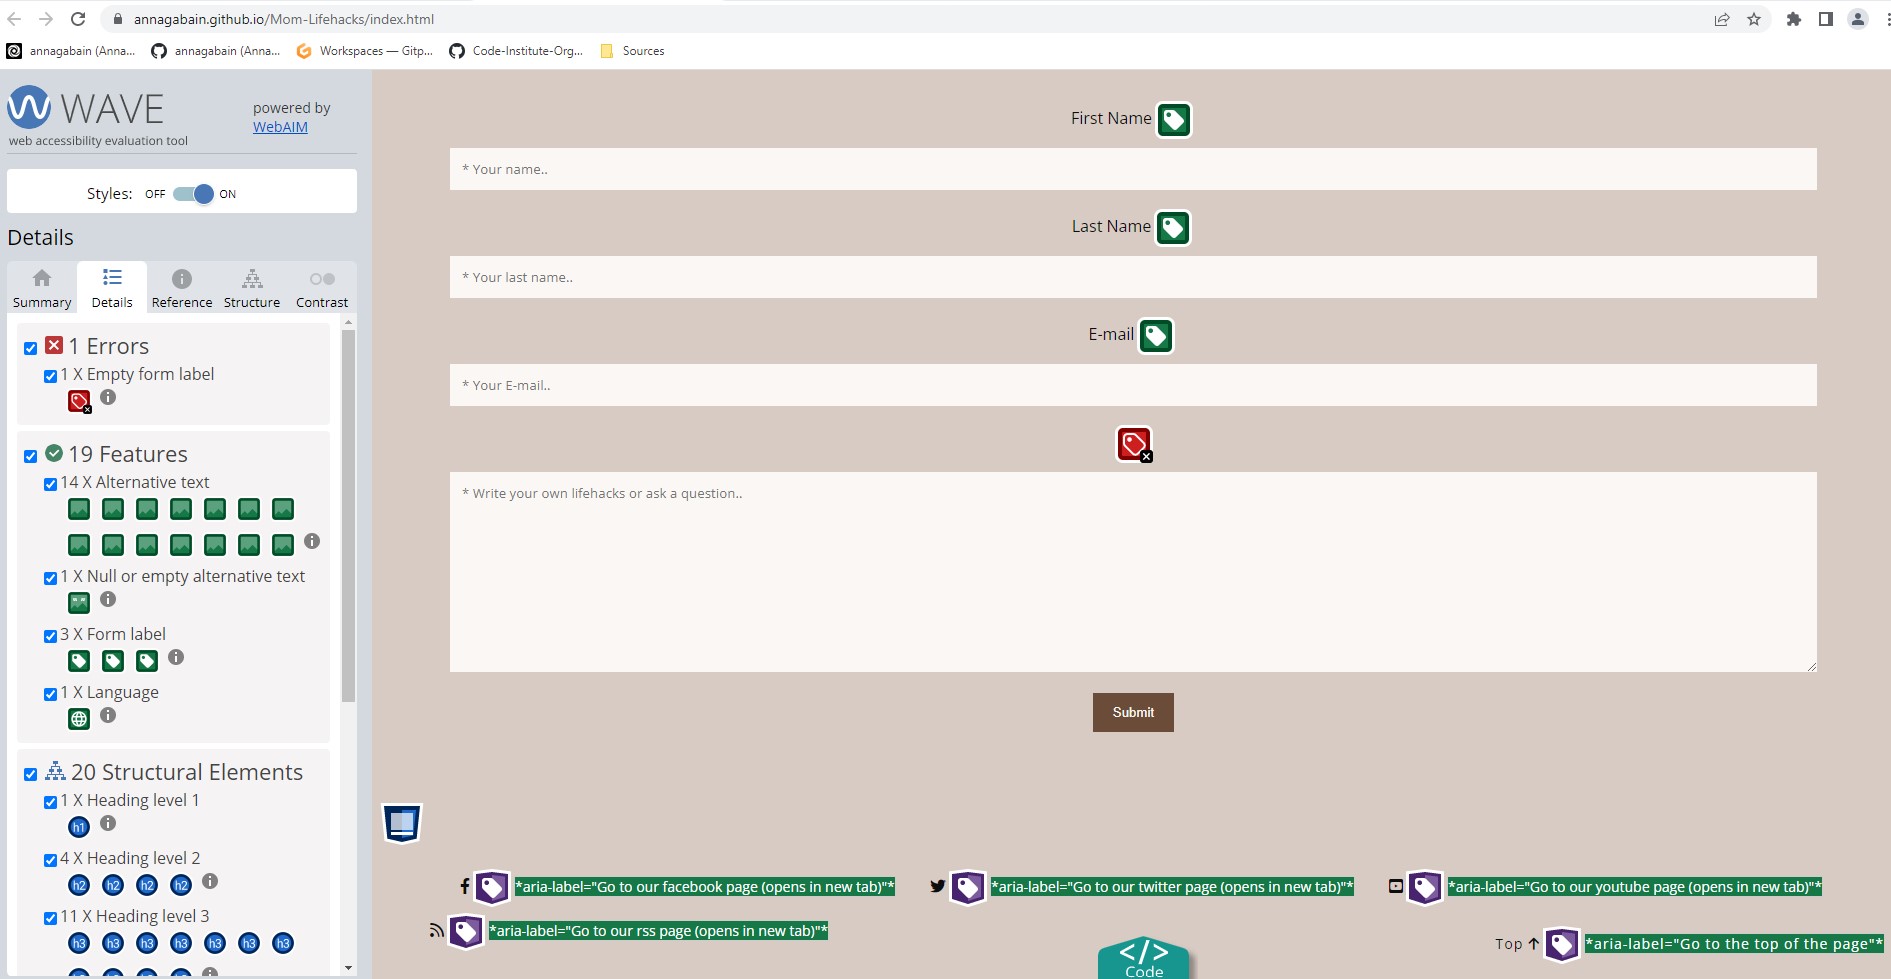 annagabain.github.io/Mom-Lifehacks/index.html
annagabain (Anna...
annagabain (Anna...
Workspaces — Gitp...
Code-Institute-Org...
Sources
WAVE
web accessibility evaluation tool
powered by
WebAIM
Styles: OFF ON
Details
Summary
Details
Reference
Structure
Contrast
1 Errors
1 X Empty form label
19 Features
14 X Alternative text
1 X Null or empty alternative text
3 X Form label
1 X Language
20 Structural Elements
1 X Heading level 1
h1
4 X Heading level 2
h2 h2 h2 h2
11 X Heading level 3
h3 h3 h3 h3 h3 h3 h3
First Name
* Your name..
Last Name
* Your last name..
E-mail
* Your E-mail..
* Write your own lifehacks or ask a question..
Submit
*aria-label="Go to our facebook page (opens in new tab)"*
*aria-label="Go to our twitter page (opens in new tab)"*
*aria-label="Go to our youtube page (opens in new tab)"*
*aria-label="Go to our rss page (opens in new tab)"*
</> Code
Top
*aria-label="Go to the top of the page"*